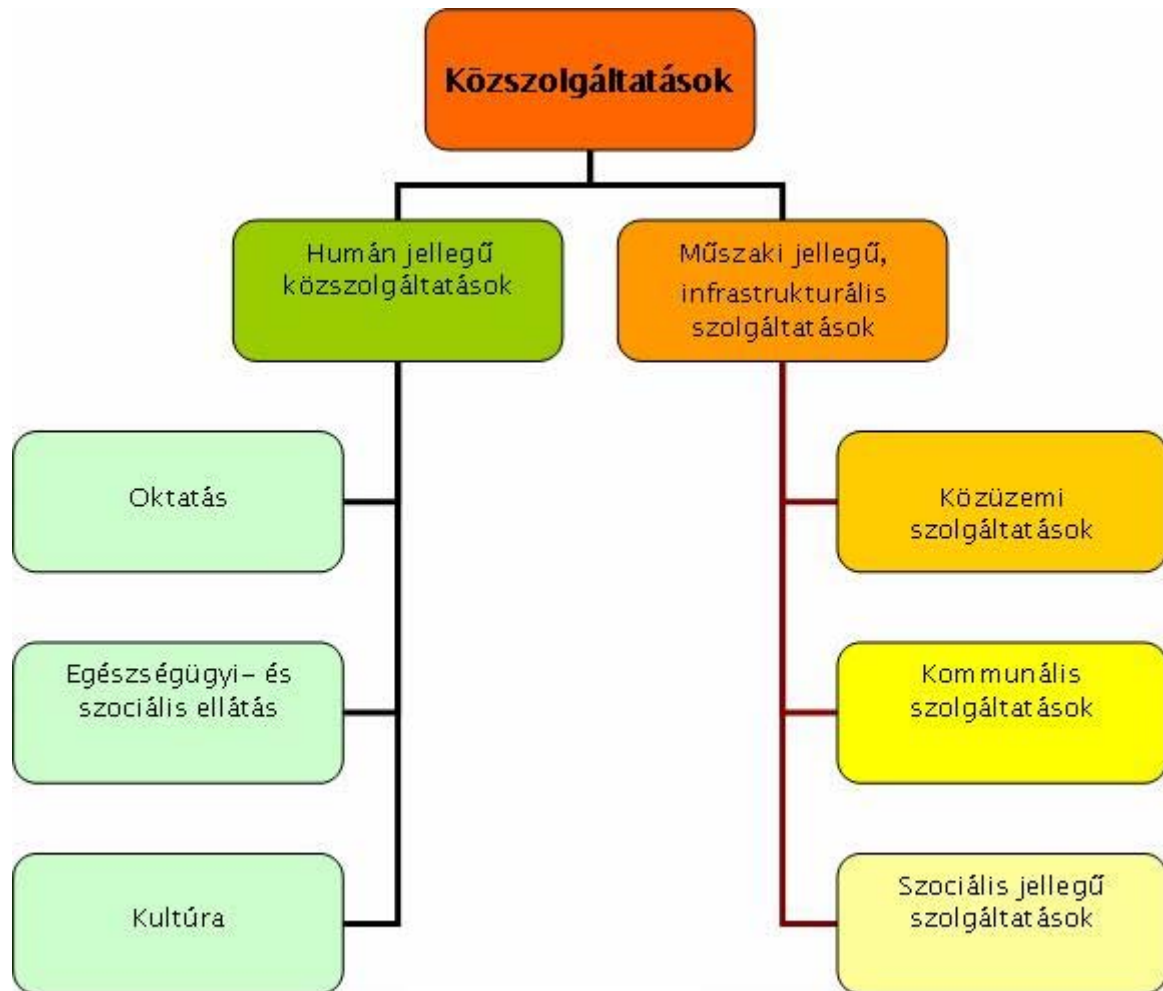 Közszolgáltatások
Humán jellegű
közszolgáltatások
Műszaki jellegű,
infrastrukturális
szolgáltatások
Oktatás
Közüzemi
szolgáltatások
Egészségügyi– és
szociális ellátás
Kommunális
szolgáltatások
Kultúra
Szociális jellegű
szolgáltatások